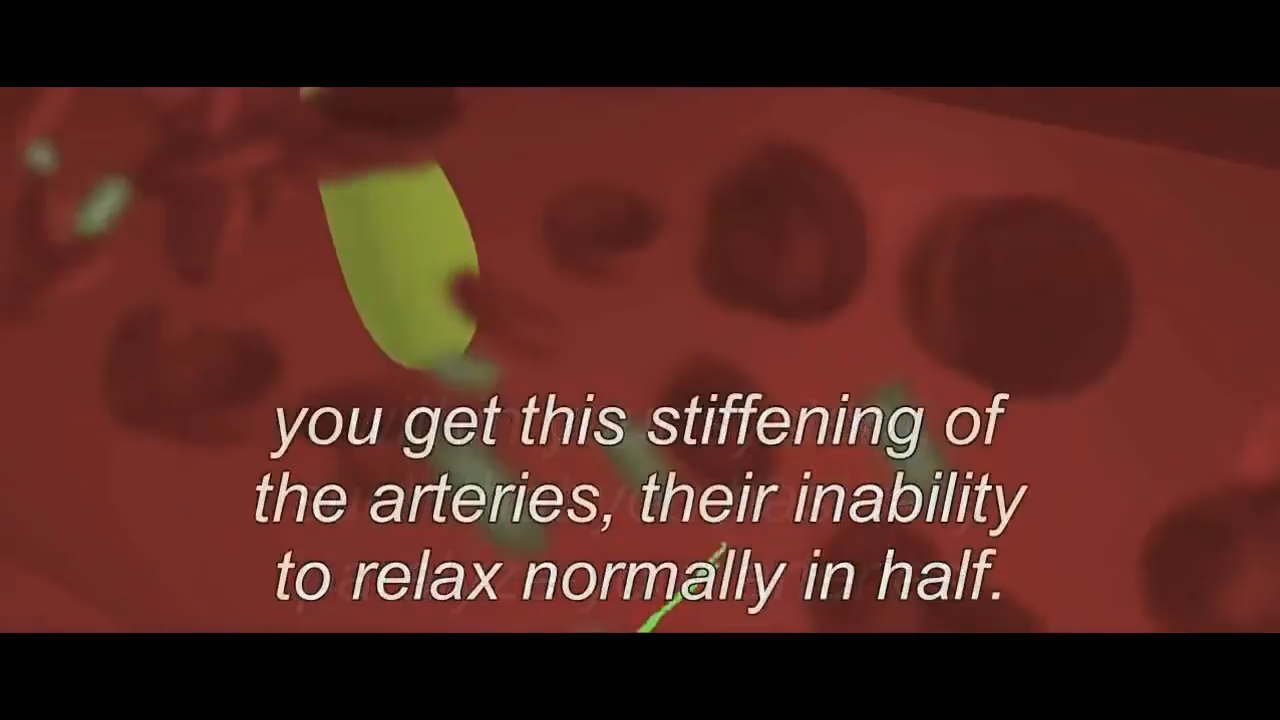 you get this stiffening of
the arteries, their inability
to relax normally in half.